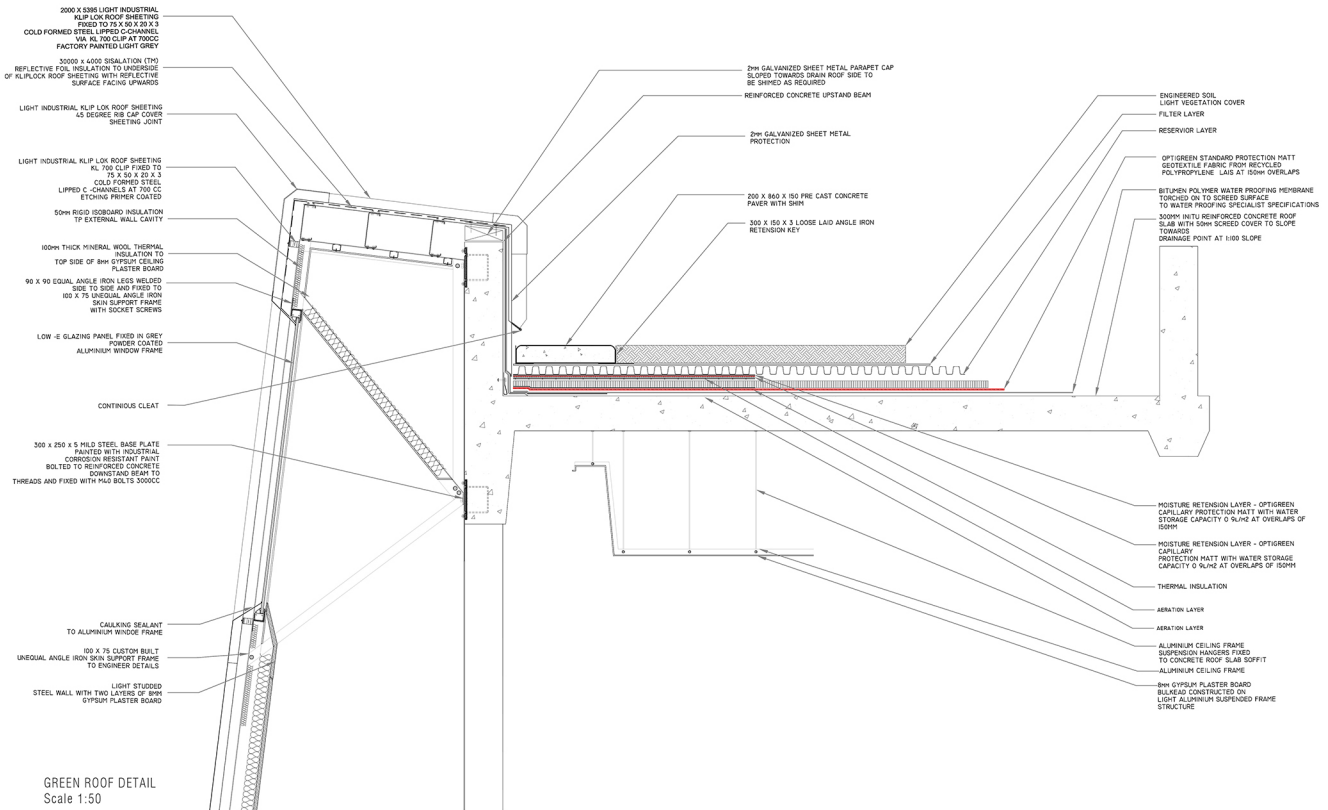 2000 X 5395 LIGHT INDUSTRIAL
KLIP LOK ROOF SHEETING
FIXED TO 75 X 50 X 20 X 3
COLD FORMED STEEL LIPPED C-CHANNEL
VIA KL 700 CLIP AT 700CC
FACTORY PAINTED LIGHT GREY
30000 x 4000 SISALATION (TM)
REFLECTIVE FOIL INSULATION TO UNDERSIDE
OF KLIPLOCK ROOF SHEETING WITH REFLECTIVE
SURFACE FACING UPWARDS
LIGHT INDUSTRIAL KLIP LOK ROOF SHEETING
45 DEGREE RIB CAP COVER
SHEETING JOINT
LIGHT INDUSTRIAL KLIP LOK ROOF SHEETING
KL 700 CLIP FIXED TO
75 X 50 X 20 X 3
COLD FORMED STEEL
LIPPED C -CHANNELS AT 700 CC
ETCHING PRIMER COATED
50MM RIGID ISOBOARD INSULATION
TP EXTERNAL WALL CAVITY
100MM THICK MINERAL WOOL THERMAL
INSULATION TO
TOP SIDE OF 8MM GYPSUM CEILING
PLASTER BOARD
90 X 90 EQUAL ANGLE IRON LEGS WELDED
SIDE TO SIDE AND FIXED TO
100 X 75 UNEQUAL ANGLE IRON
SKIN SUPPORT FRAME
WITH SOCKET SCREWS
LOW -E GLAZING PANEL FIXED IN GREY
POWDER COATED
ALUMINIUM WINDOW FRAME
CONTINIOUS CLEAT
300 X 250 X 5 MILD STEEL BASE PLATE
PAINTED WITH INDUSTRIAL
CORROSION RESISTANT PAINT
BOLTED TO REINFORCED CONCRETE
DOWNSTAND BEAM TO
THREADS AND FIXED WITH M40 BOLTS 3000CC
CAULKING SEALANT
TO ALUMINIUM WINDOE FRAME
100 X 75 CUSTOM BUILT
UNEQUAL ANGLE IRON SKIN SUPPORT FRAME
TO ENGINEER DETAILS
LIGHT STUDDED
STEEL WALL WITH TWO LAYERS OF 8MM
GYPSUM PLASTER BOARD
2MM GALVANIZED SHEET METAL PARAPET CAP
SLOPED TOWARDS DRAIN ROOF SIDE TO
BE SHIMED AS REQUIRED
REINFORCED CONCRETE UPSTAND BEAM
2MM GALVANIZED SHEET METAL
PROTECTION
200 X 860 X 150 PRE CAST CONCRETE
PAVER WITH SHIM
300 X 150 X 3 LOOSE LAID ANGLE IRON
RETENSION KEY
ENGINEERED SOIL
LIGHT VEGETATION COVER
FILTER LAYER
RESERVIOR LAYER
OPTIGREEN STANDARD PROTECTION MATT
GEOTEXTILE FABRIC FROM RECYCLED
POLYPROPYLENE LAIS AT 150MM OVERLAPS
BITUMEN POLYMER WATER PROOFING MEMBRANE
TORCHED ON TO SCREED SURFACE
TO WATER PROOFING SPECIALIST SPECIFICATIONS
300MM INITU REINFORCED CONCRETE ROOF
SLAB WITH 50MM SCREED COVER TO SLOPE
TOWARDS
DRAINAGE POINT AT 1:100 SLOPE
MOISTURE RETENSION LAYER - OPTIGREEN
CAPILLARY PROTECTION MATT WITH WATER
STORAGE CAPACITY O 9L/M2 AT OVERLAPS OF
150MM
MOISTURE RETENSION LAYER - OPTIGREEN
CAPILLARY
PROTECTION MATT WITH WATER STORAGE
CAPACITY O 9L/M2 AT OVERLAPS OF 150MM
THERMAL INSULATION
AERATION LAYER
AERATION LAYER
ALUMINIUM CEILING FRAME
SUSPENSION HANGERS FIXED
TO CONCRETE ROOF SLAB SOFFIT
ALUMINIUM CEILING FRAME
8MM GYPSUM PLASTER BOARD
BULKEAD CONSTRUCTED ON
LIGHT ALUMINIUM SUSPENDED FRAME
STRUCTURE
GREEN ROOF DETAIL
Scale 1:50